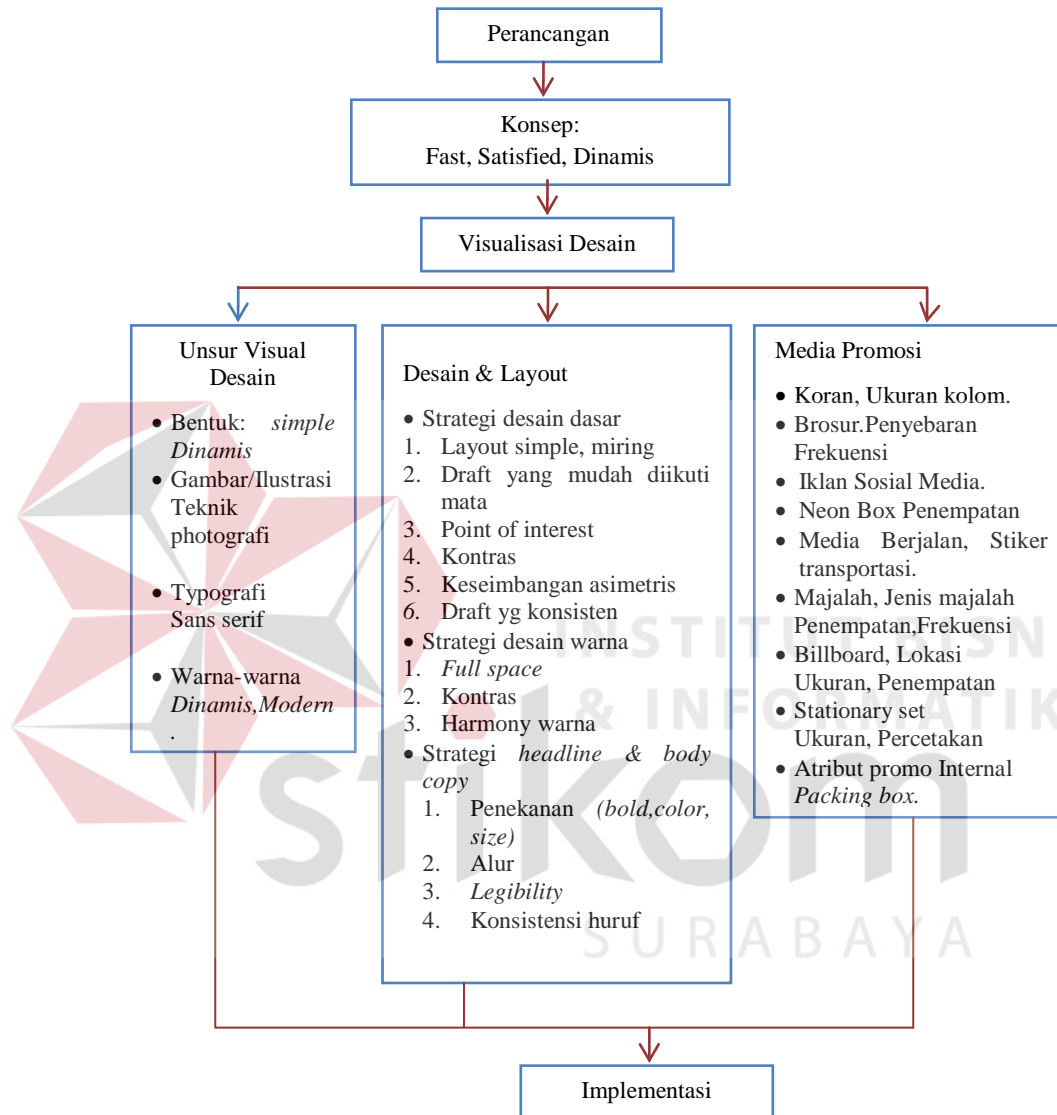 Perancangan
Konsep:
Fast, Satisfied, Dinamis
Visualisasi Desain
Unsur Visual
Desain
• Bentuk: simple
Dinamis
• Gambar/Ilustrasi
Teknik
photografi
• Typografi
Sans serif
• Warna-warna
Dinamis,Modern
.
Desain & Layout
• Strategi desain dasar
1. Layout simple, miring
2. Draft yang mudah diikuti
mata
3. Point of interest
4. Kontras
5. Keseimbangan asimetris
6. Draft yg konsisten
• Strategi desain warna
1. Full space
2. Kontras
3. Harmony warna
• Strategi headline & body
copy
1. Penekanan (bold,color,
size)
2. Alur
3. Legibility
4. Konsistensi huruf
Media Promosi
• Koran, Ukuran kolom.
• Brosur.Penyebaran
Frekuensi
• Iklan Sosial Media.
• Neon Box Penempatan
• Media Berjalan, Stiker
transportasi.
• Majalah, Jenis majalah
Penempatan,Frekuensi
• Billboard, Lokasi
Ukuran, Penempatan
• Stationary set
Ukuran, Percetakan
• Atribut promo Internal
Packing box.
Implementasi
INSTITUT BISN
& INFORMATIK
stikom
SURABAYA